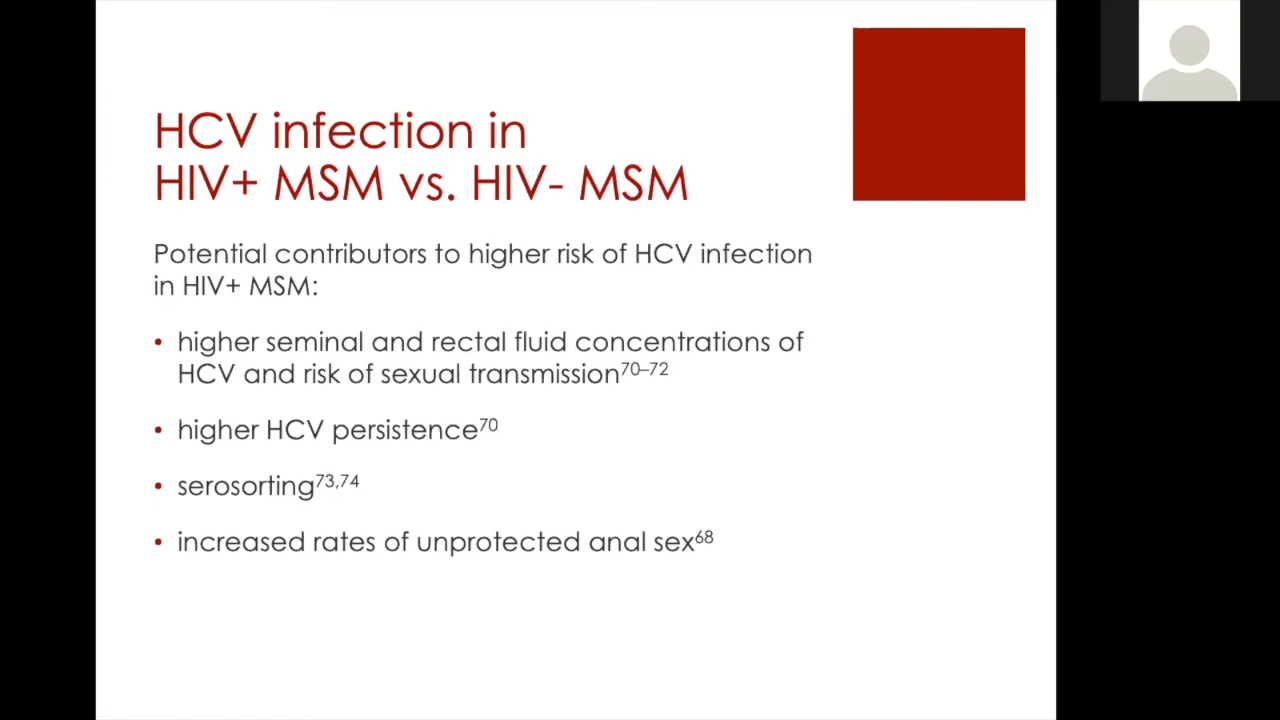 HCV infection in
HIV+ MSM vs. HIV- MSM
Potential contributors to higher risk of HCV infection
in HIV+ MSM:
• higher seminal and rectal fluid concentrations of
HCV and risk of sexual transmission⁷⁰⁻⁷²
• higher HCV persistence⁷⁰
• serosorting⁷³,⁷⁴
• increased rates of unprotected anal sex⁶⁸